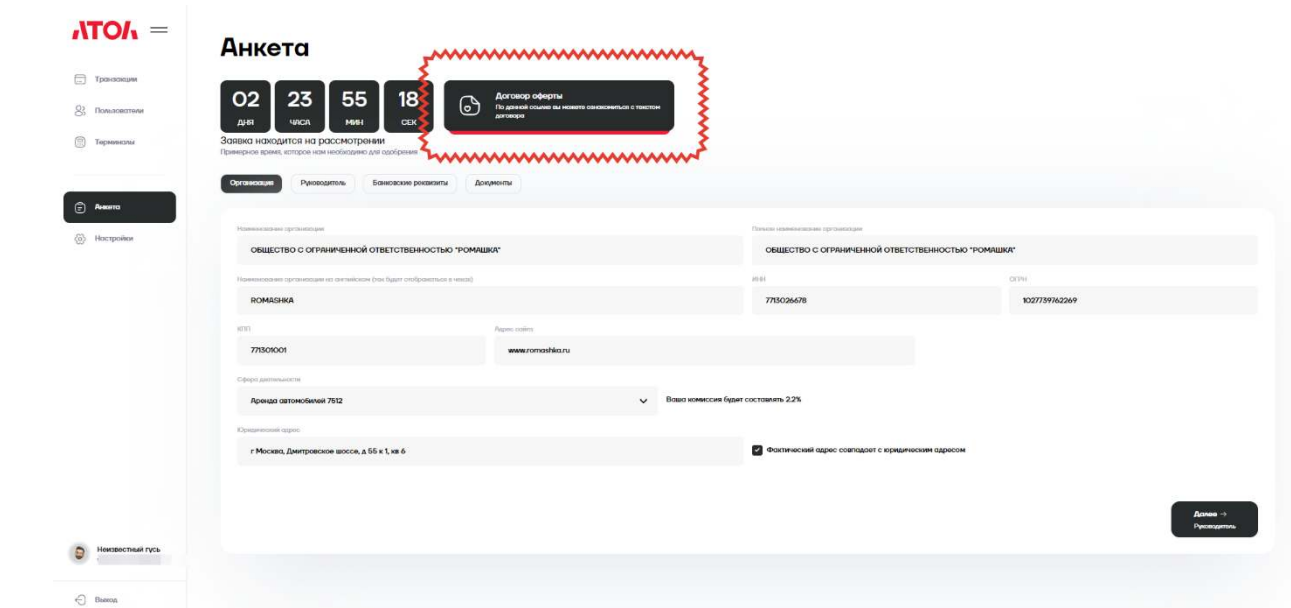 АТОЛ
Транзакции
Пользователи
Терминалы
Анкета
Настройки
Неизвестный гусь
Выход
Анкета
02 23 55 18
ДНЯ ЧАСА МИН СЕК
Договор оферты
По данной ссылке вы можете ознакомиться с текстом
договора
Заявка находится на рассмотрении
Примерное время, которое нам необходимо для одобрения
Организация Руководитель Банковские реквизиты Документы
Наименование организации Полное наименование организации
ОБЩЕСТВО С ОГРАНИЧЕННОЙ ОТВЕТСТВЕННОСТЬЮ "РОМАШКА" ОБЩЕСТВО С ОГРАНИЧЕННОЙ ОТВЕТСТВЕННОСТЬЮ "РОМАШКА"
Наименование организации на английском (так будет отображаться в чеках) ИНН ОГРН
ROMASHKA 7713026678 1027739762269
КПП Адрес сайта
771301001 www.romashka.ru
Сфера деятельности
Аренда автомобилей 7512 Ваша комиссия будет составлять 2.2%
Юридический адрес
г Москва, Дмитровское шоссе, д 55 к 1, кв 6 Фактический адрес совпадает с юридическим адресом
Далее →
Руководитель